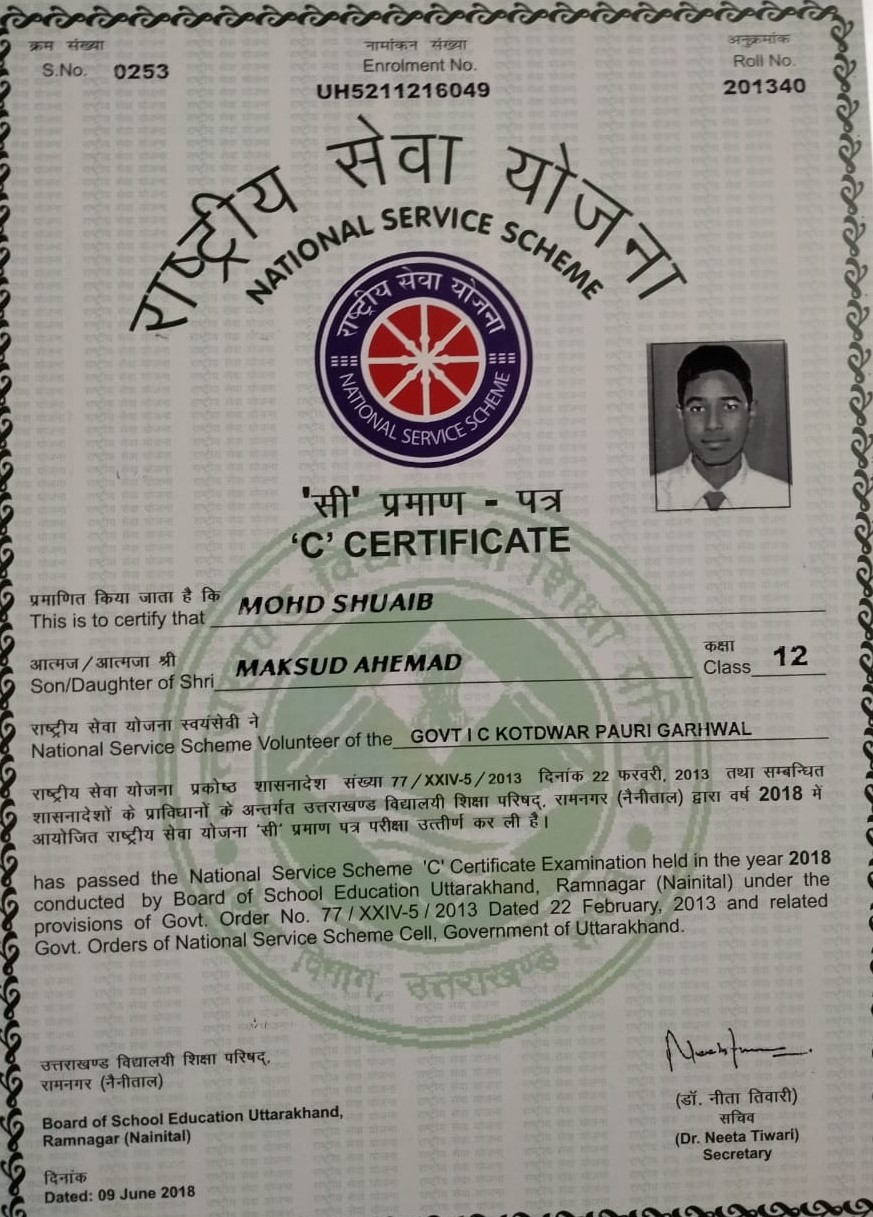 क्रम संख्या
S.No. 0253
नामांकन संख्या
Enrolment No.
UH5211216049
अनुक्रमांक
Roll No.
201340
राष्ट्रीय सेवा योजना
NATIONAL SERVICE SCHEME
राष्ट्रीय सेवा योजना
NATIONAL SERVICE SCHEME
'सी' प्रमाण - पत्र
'C' CERTIFICATE
प्रमाणित किया जाता है कि
This is to certify that MOHD SHUAIB
आत्मज/आत्मजा श्री
Son/Daughter of Shri MAKSUD AHEMAD
कक्षा
Class 12
राष्ट्रीय सेवा योजना स्वयंसेवी ने
National Service Scheme Volunteer of the GOVT I C KOTDWAR PAURI GARHWAL
राष्ट्रीय सेवा योजना प्रकोष्ठ शासनादेश संख्या 77/XXIV-5/2013 दिनांक 22 फरवरी, 2013 तथा सम्बन्धित
शासनादेशों के प्राविधानों के अन्तर्गत उत्तराखण्ड विद्यालयी शिक्षा परिषद्, रामनगर (नैनीताल) द्वारा वर्ष 2018 में
आयोजित राष्ट्रीय सेवा योजना 'सी' प्रमाण पत्र परीक्षा उत्तीर्ण कर ली है।
has passed the National Service Scheme 'C' Certificate Examination held in the year 2018
conducted by Board of School Education Uttarakhand, Ramnagar (Nainital) under the
provisions of Govt. Order No. 77/XXIV-5/2013 Dated 22 February, 2013 and related
Govt. Orders of National Service Scheme Cell, Government of Uttarakhand.
उत्तराखण्ड विद्यालयी शिक्षा परिषद्,
रामनगर (नैनीताल)
Board of School Education Uttarakhand,
Ramnagar (Nainital)
दिनांक
Dated: 09 June 2018
(डॉ. नीता तिवारी)
सचिव
(Dr. Neeta Tiwari)
Secretary